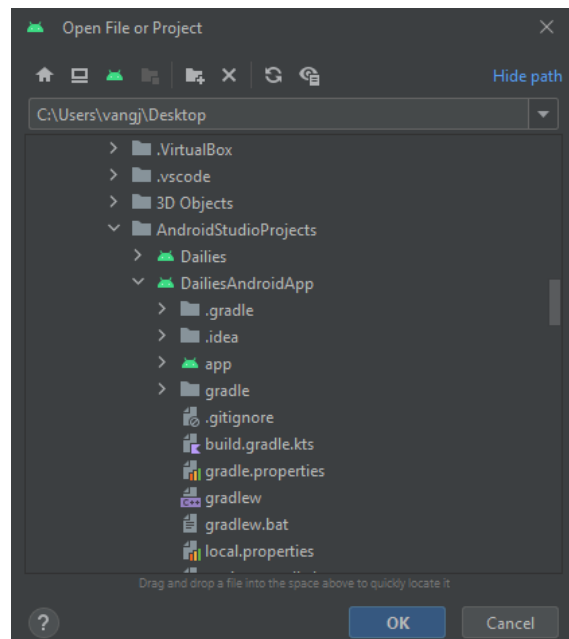 Open File or Project
Hide path
C:\Users\vangj\Desktop
.VirtualBox
.vscode
3D Objects
AndroidStudioProjects
Dailies
DailiesAndroidApp
.gradle
.idea
app
gradle
.gitignore
build.gradle.kts
gradle.properties
C++
gradlew
gradlew.bat
local.properties
Drag and drop a file into the space above to quickly locate it
?
OK
Cancel